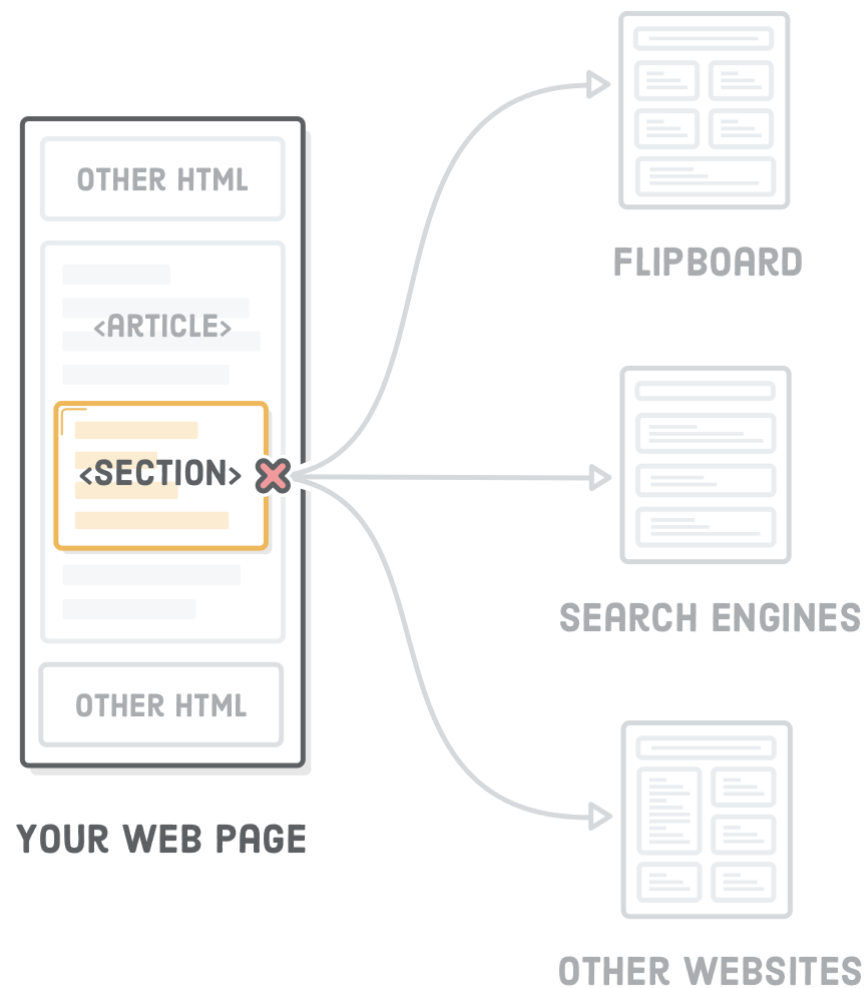 OTHER HTML
<ARTICLE>
<SECTION>
OTHER HTML
YOUR WEB PAGE
FLIPBOARD
SEARCH ENGINES
OTHER WEBSITES